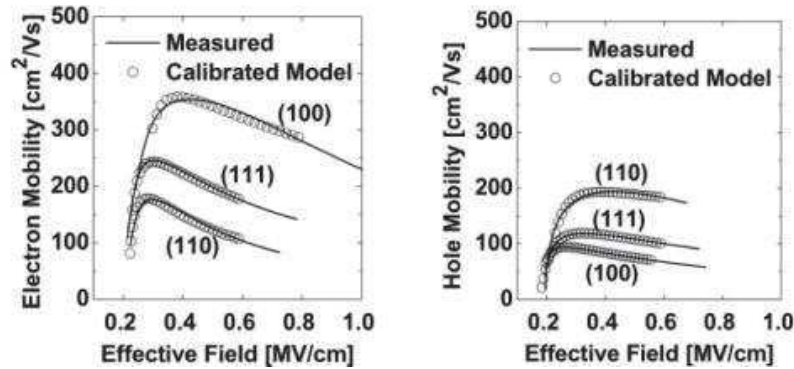 Electron Mobility [cm²/Vs]
500
400
300
200
100
0
Measured
Calibrated Model
(100)
(111)
(110)
0.2 0.4 0.6 0.8 1.0
Effective Field [MV/cm]
Hole Mobility [cm²/Vs]
500
400
300
200
100
0
Measured
Calibrated Model
(110)
(111)
(100)
0.2 0.4 0.6 0.8 1.0
Effective Field [MV/cm]